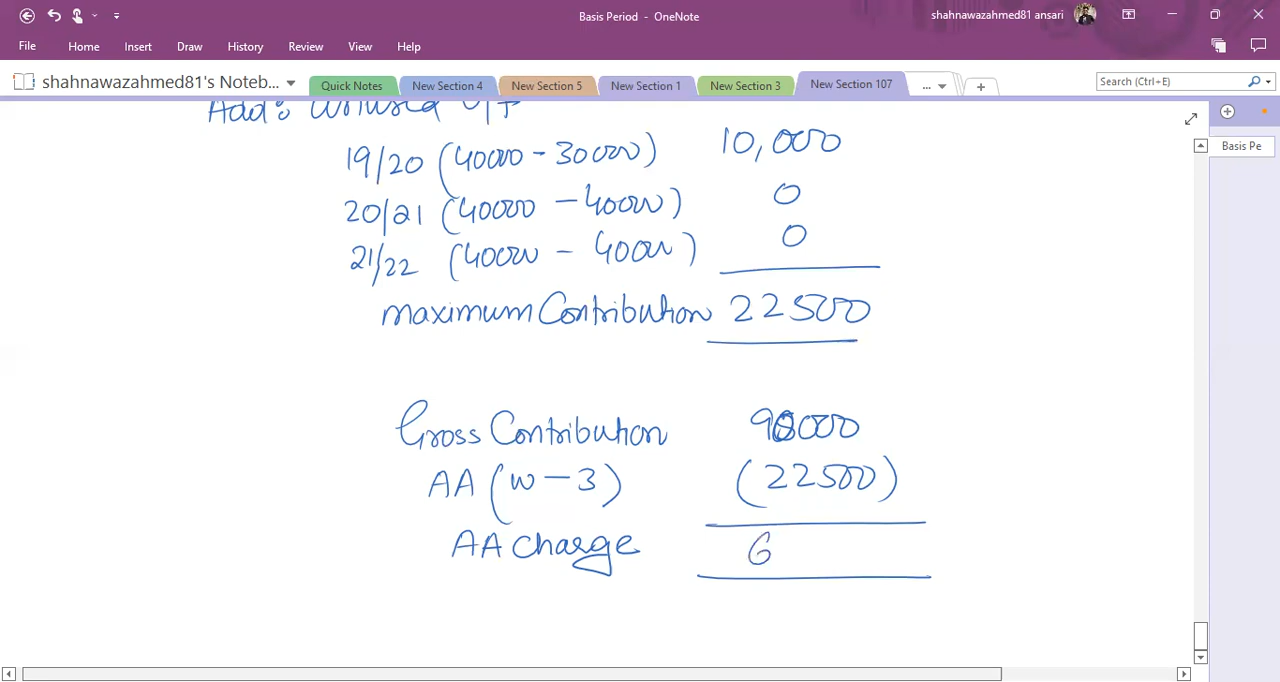 Basis Period - OneNote
shahnawazahmed81 ansari
File Home Insert Draw History Review View Help
shahnawazahmed81's Noteb...
Quick Notes
New Section 4
New Section 5
New Section 1
New Section 3
New Section 107
...
Search (Ctrl+E)
Basis Pe
Add: unused
19/20 (40000 - 30000) 10,000
20/21 (40000 - 40000) 0
21/22 (40000 - 40000) 0
maximum Contribution 22500
Gross Contribution 90000
AA (W-3) (22500)
AA charge 6